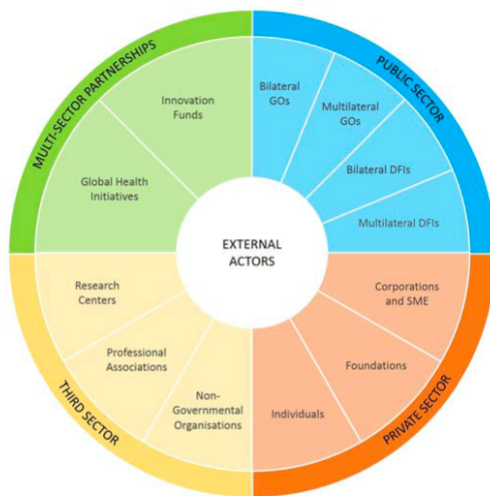 MULTI-SECTOR PARTNERSHIPS
PUBLIC SECTOR
Innovation
Funds
Bilateral
GOs
Multilateral
GOs
Global Health
Initiatives
Bilateral DFIs
Multilateral DFIs
EXTERNAL
ACTORS
Research
Centers
Corporations
and SME
Professional
Associations
Foundations
Non-
Governmental
Organisations
Individuals
THIRD SECTOR
PRIVATE SECTOR